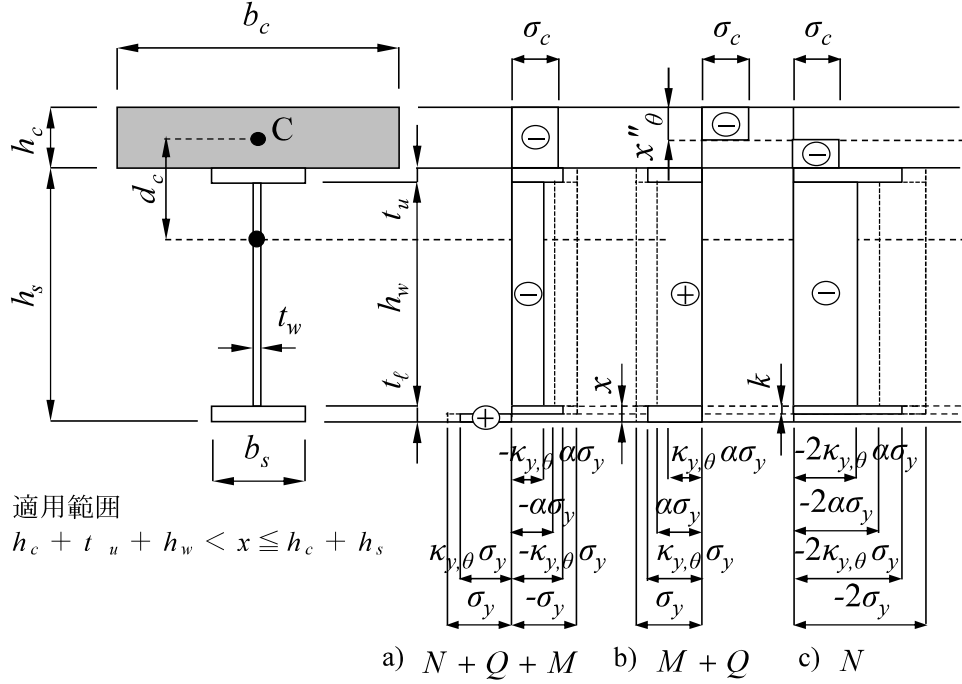 b_c
σ_c
σ_c
σ_c
h_c
C
x″_θ
d_c
t_u
h_s
h_w
t_w
t_ℓ
x
k
b_s
-κ_{y,θ}ασ_y
κ_{y,θ}ασ_y
-2κ_{y,θ}ασ_y
-ασ_y
ασ_y
-2ασ_y
適用範囲
h_c + t_u + h_w < x ≦ h_c + h_s
κ_{y,θ}σ_y
-κ_{y,θ}σ_y
κ_{y,θ}σ_y
-2κ_{y,θ}σ_y
σ_y
-σ_y
σ_y
-2σ_y
a) N + Q + M
b) M + Q
c) N